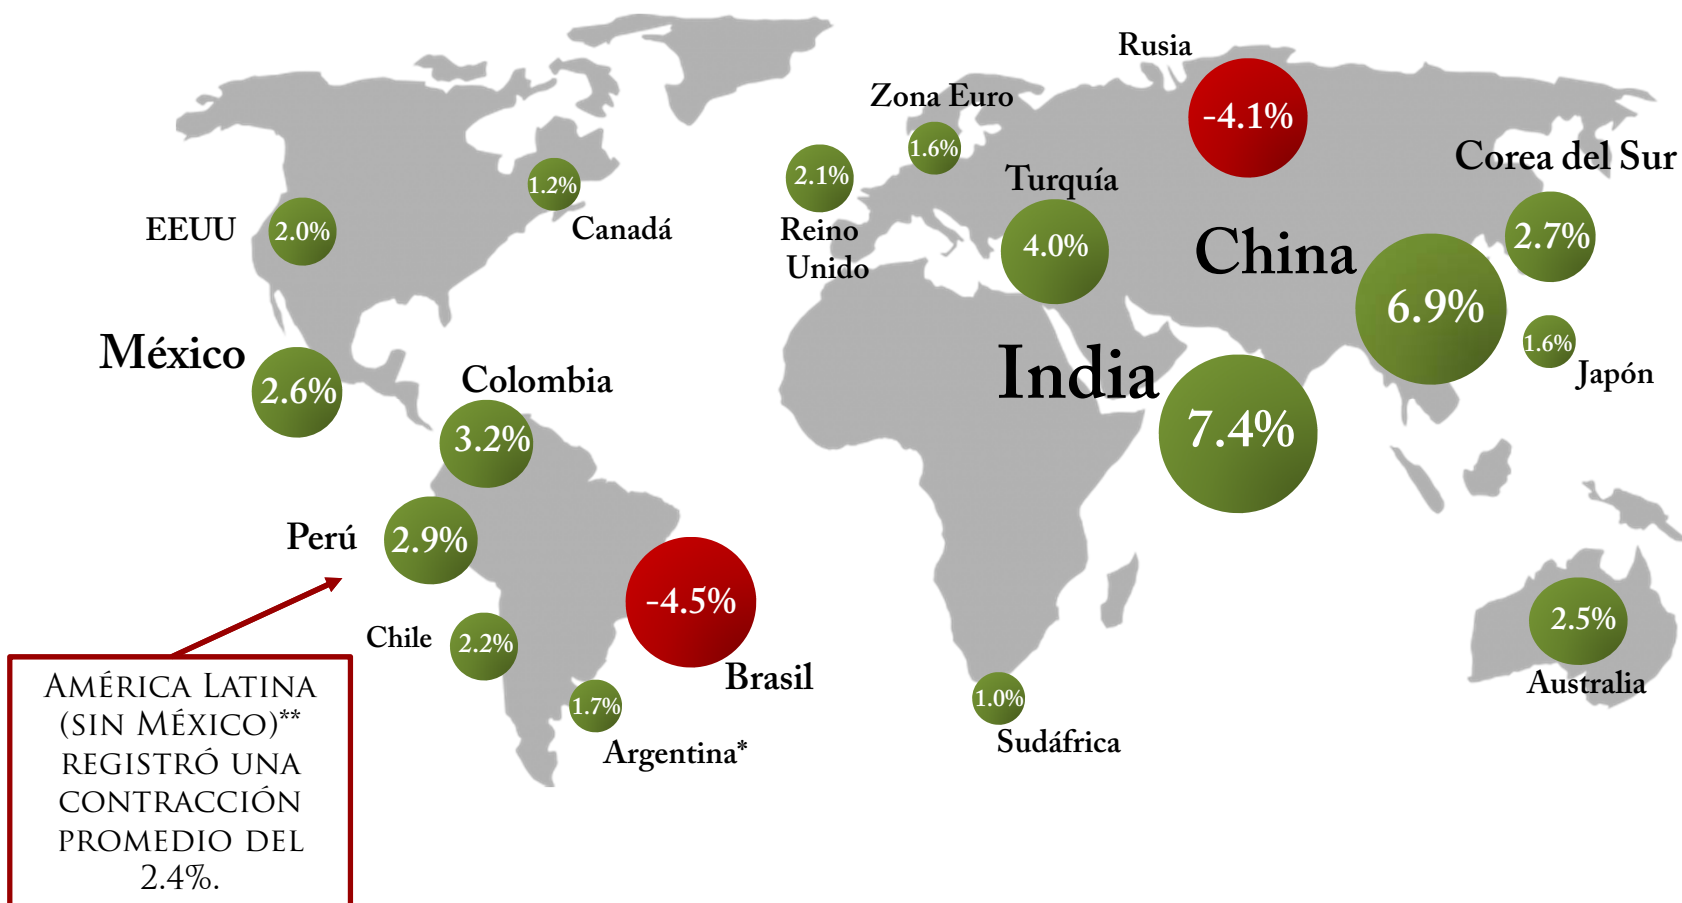 Rusia
-4.1%
Zona Euro
1.6%
Corea del Sur
2.7%
2.1%
Reino
Unido
Turquía
4.0%
1.2%
Canadá
EEUU
2.0%
China
6.9%
1.6%
Japón
México
2.6%
India
7.4%
Colombia
3.2%
Perú
2.9%
-4.5%
Brasil
Chile
2.2%
1.7%
Argentina*
1.0%
Sudáfrica
2.5%
Australia
América Latina
(sin México)**
registró una
contracción
promedio del
2.4%.